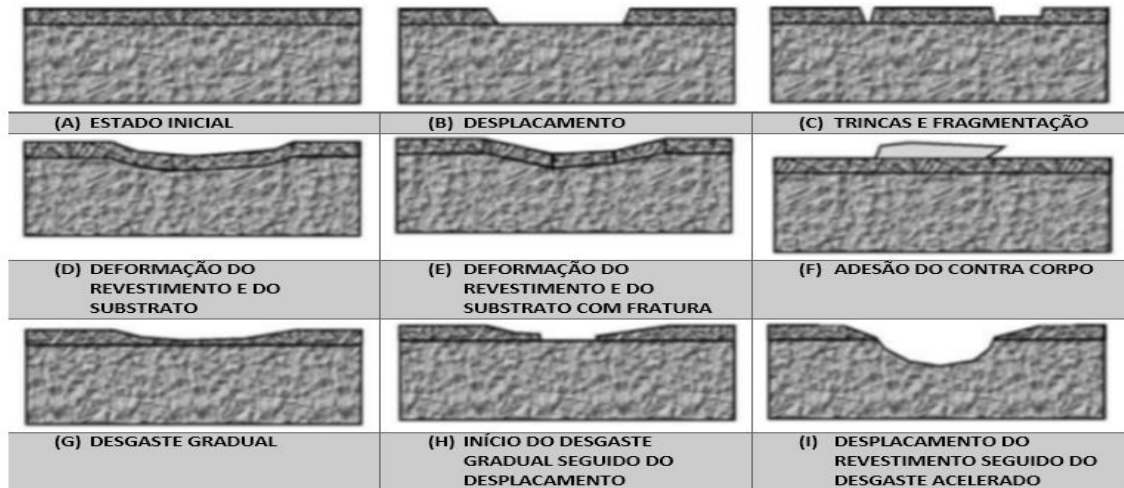 (A) ESTADO INICIAL
(B) DESPLACAMENTO
(C) TRINCAS E FRAGMENTAÇÃO
(D) DEFORMAÇÃO DO
REVESTIMENTO E DO
SUBSTRATO
(E) DEFORMAÇÃO DO
REVESTIMENTO E DO
SUBSTRATO COM FRATURA
(F) ADESÃO DO CONTRA CORPO
(G) DESGASTE GRADUAL
(H) INÍCIO DO DESGASTE
GRADUAL SEGUIDO DO
DESPLACAMENTO
(I) DESPLACAMENTO DO
REVESTIMENTO SEGUIDO DO
DESGASTE ACELERADO